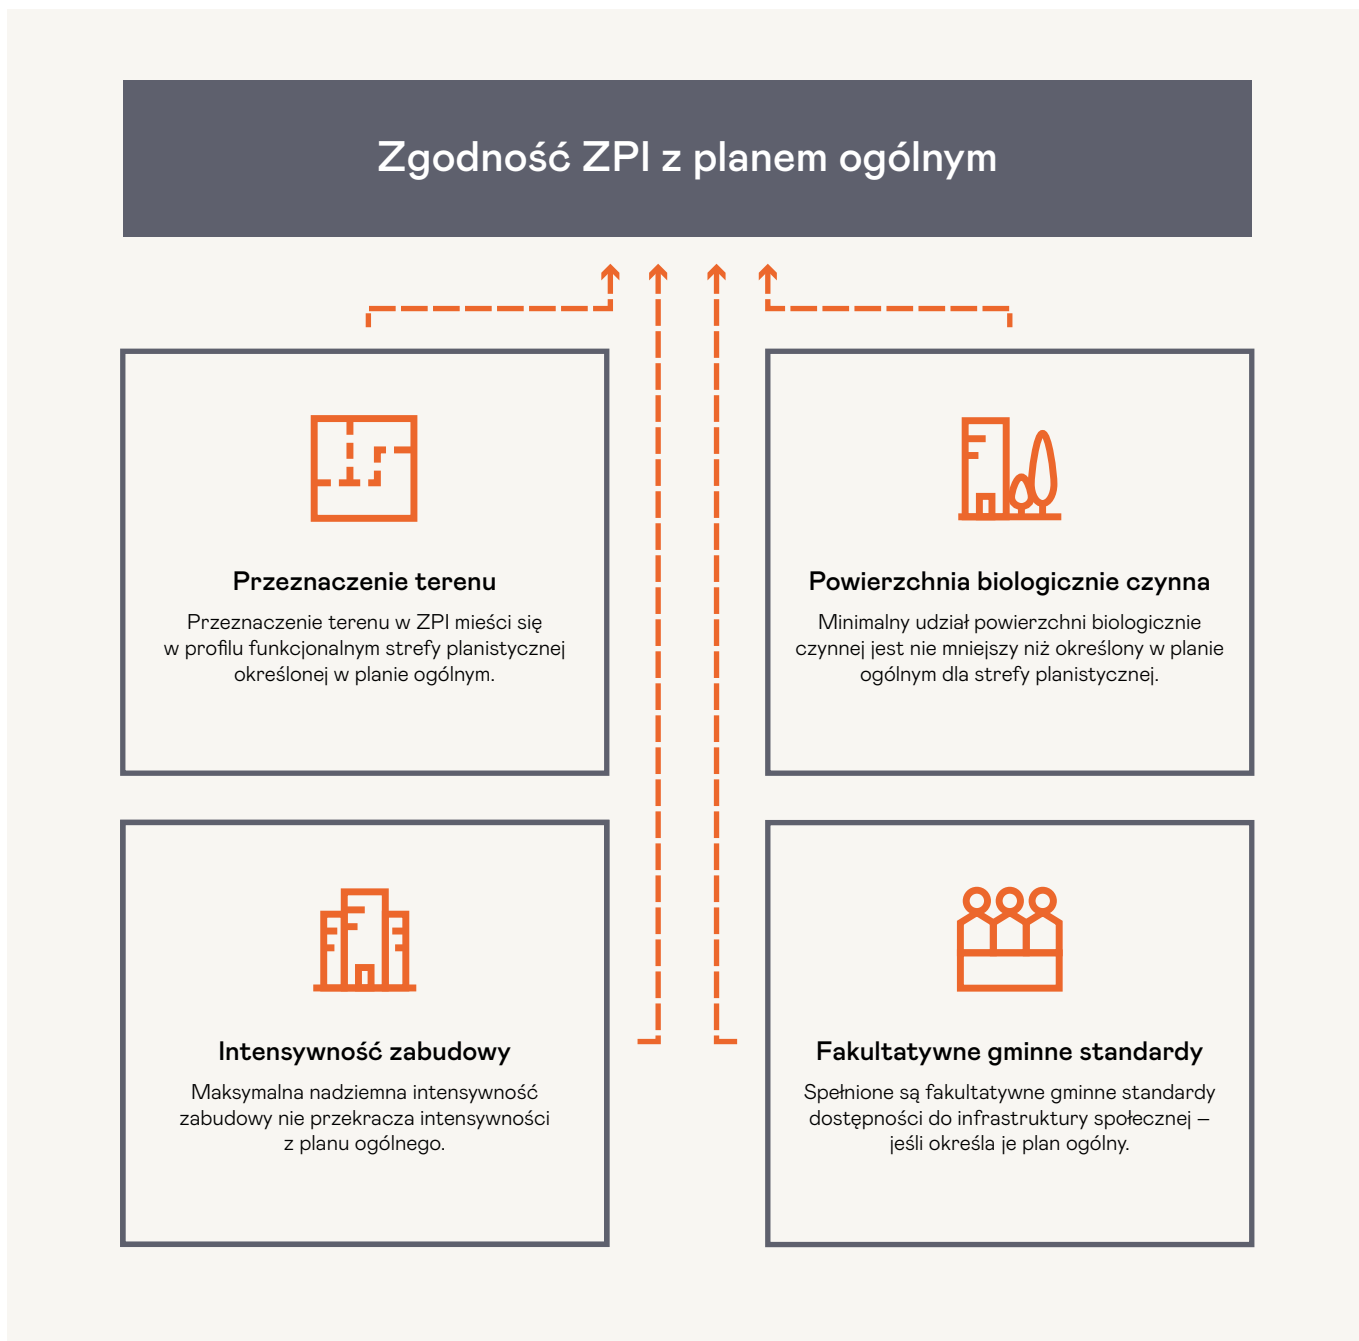 Zgodność ZPI z planem ogólnym
Przeznaczenie terenu
Przeznaczenie terenu w ZPI mieści się
w profilu funkcjonalnym strefy planistycznej
określonej w planie ogólnym.
Powierzchnia biologicznie czynna
Minimalny udział powierzchni biologicznie
czynnej jest nie mniejszy niż określony w planie
ogólnym dla strefy planistycznej.
Intensywność zabudowy
Maksymalna nadziemna intensywność
zabudowy nie przekracza intensywności
z planu ogólnego.
Fakultatywne gminne standardy
Spełnione są fakultatywne gminne standardy
dostępności do infrastruktury społecznej –
jeśli określa je plan ogólny.